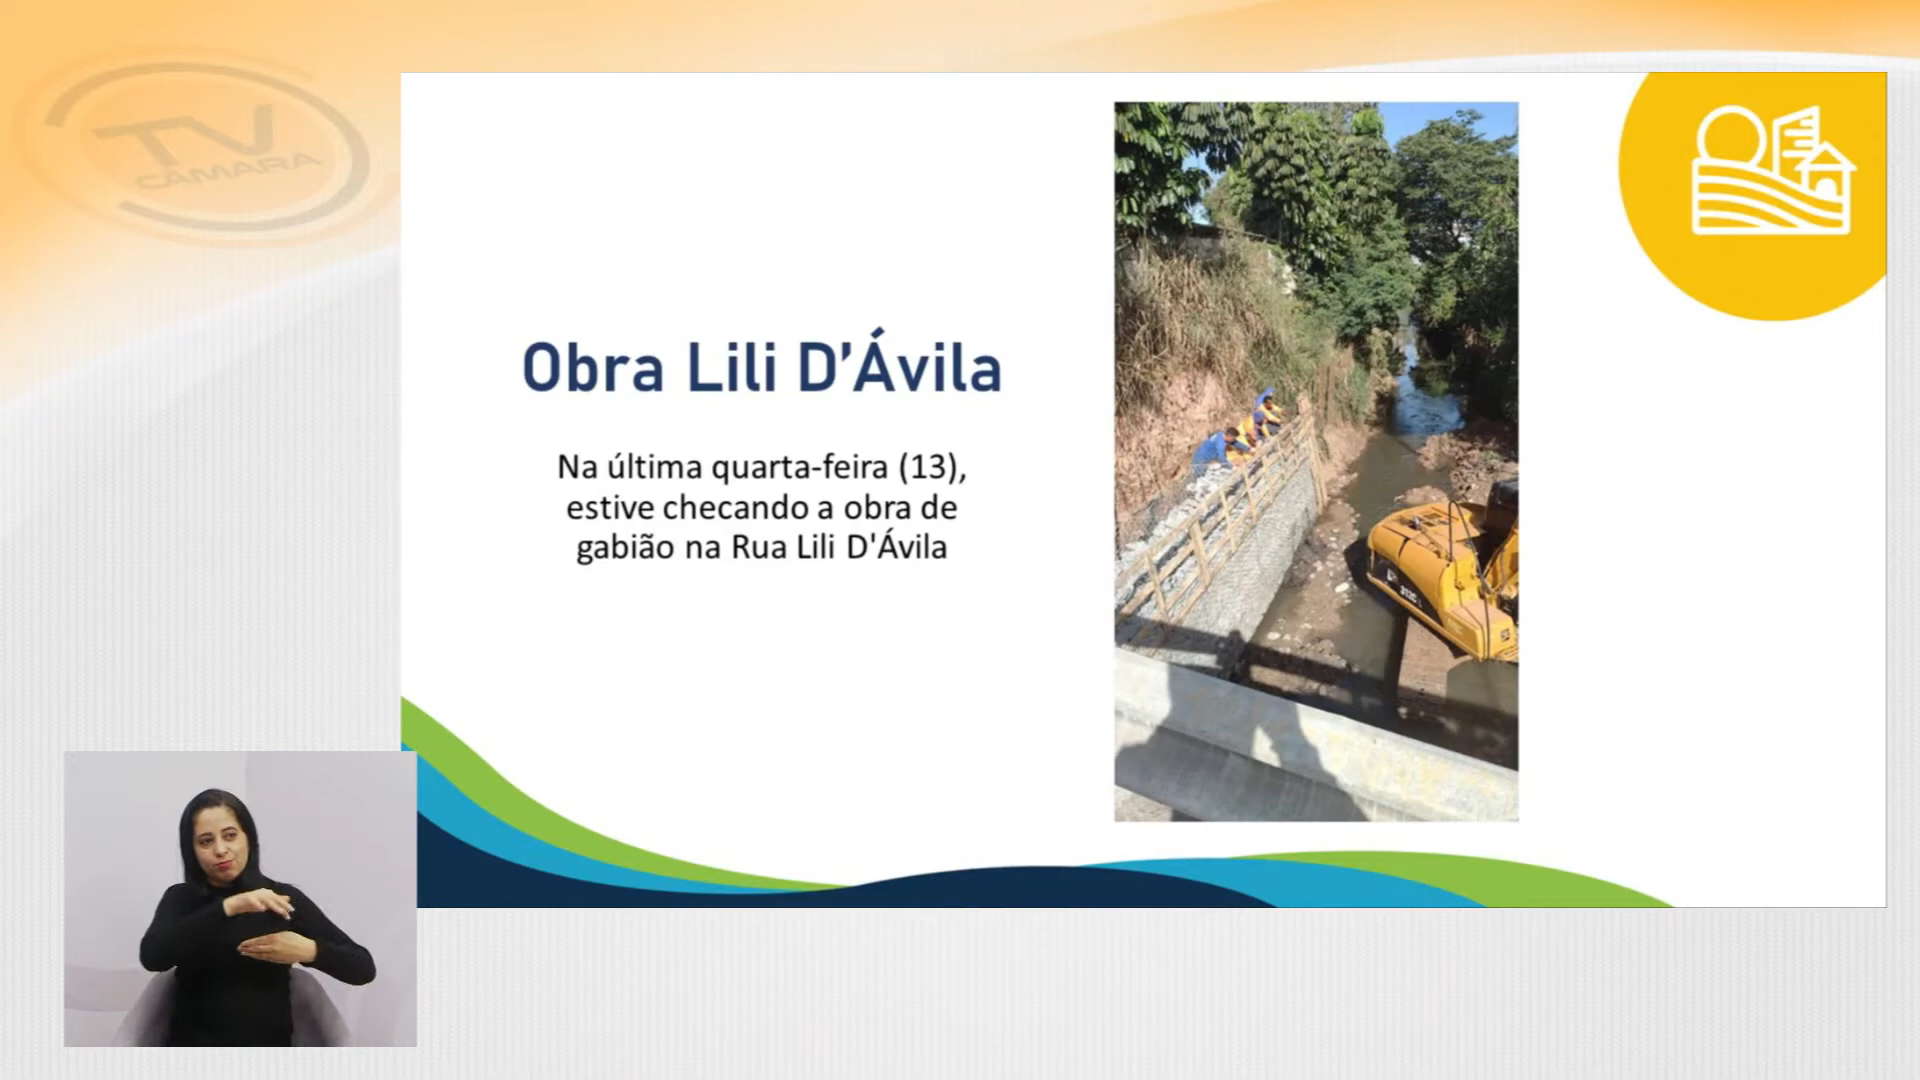 TV
CÂMARA
Obra Lili D’Ávila
Na última quarta-feira (13),
estive checando a obra de
gabião na Rua Lili D'Ávila
312C